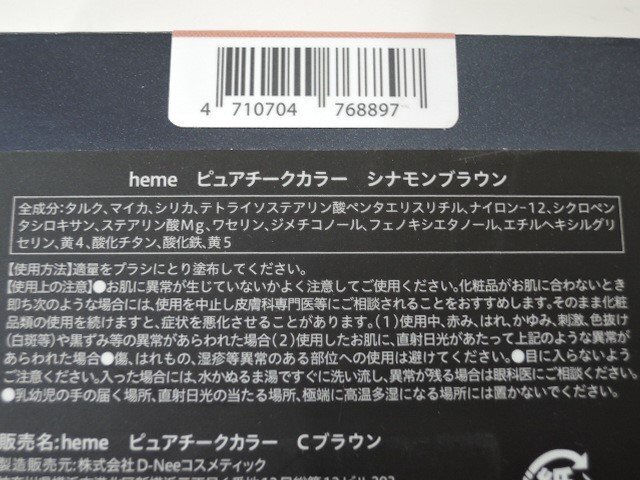 4 710704 768897
heme ピュアチークカラー シナモンブラウン
全成分:タルク、マイカ、シリカ、テトライソステアリン酸ペンタエリスリチル、ナイロン-12、シクロペン
タシロキサン、ステアリン酸Mg、ワセリン、ジメチコノール、フェノキシエタノール、エチルヘキシルグリ
セリン、黄4、酸化チタン、酸化鉄、黄5
【使用方法】適量をブラシにとり塗布してください。
【使用上の注意】●お肌に異常が生じていないかよく注意してご使用ください。化粧品がお肌に合わないとき
即ち次のような場合には、使用を中止し皮膚科専門医等にご相談されることをおすすめします。そのまま化粧
品類の使用を続けますと、症状を悪化させることがあります。(1)使用中、赤み、はれ、かゆみ、刺激、色抜け
(白斑等)や黒ずみ等の異常があらわれた場合(2)使用したお肌に、直射日光があたって上記のような異常が
あらわれた場合●傷、はれもの、湿疹等異常のある部位への使用は避けてください。●目に入らないよう
ご注意ください。入った場合には、水かぬるま湯ですぐに洗い流し、異常が残る場合は眼科医にご相談ください。
●乳幼児の手の届く場所、直射日光の当たる場所、極端に高温多湿になる場所には置かないでください。
販売名:heme ピュアチークカラー Cブラウン
製造販売元:株式会社D-Neeコスメティック